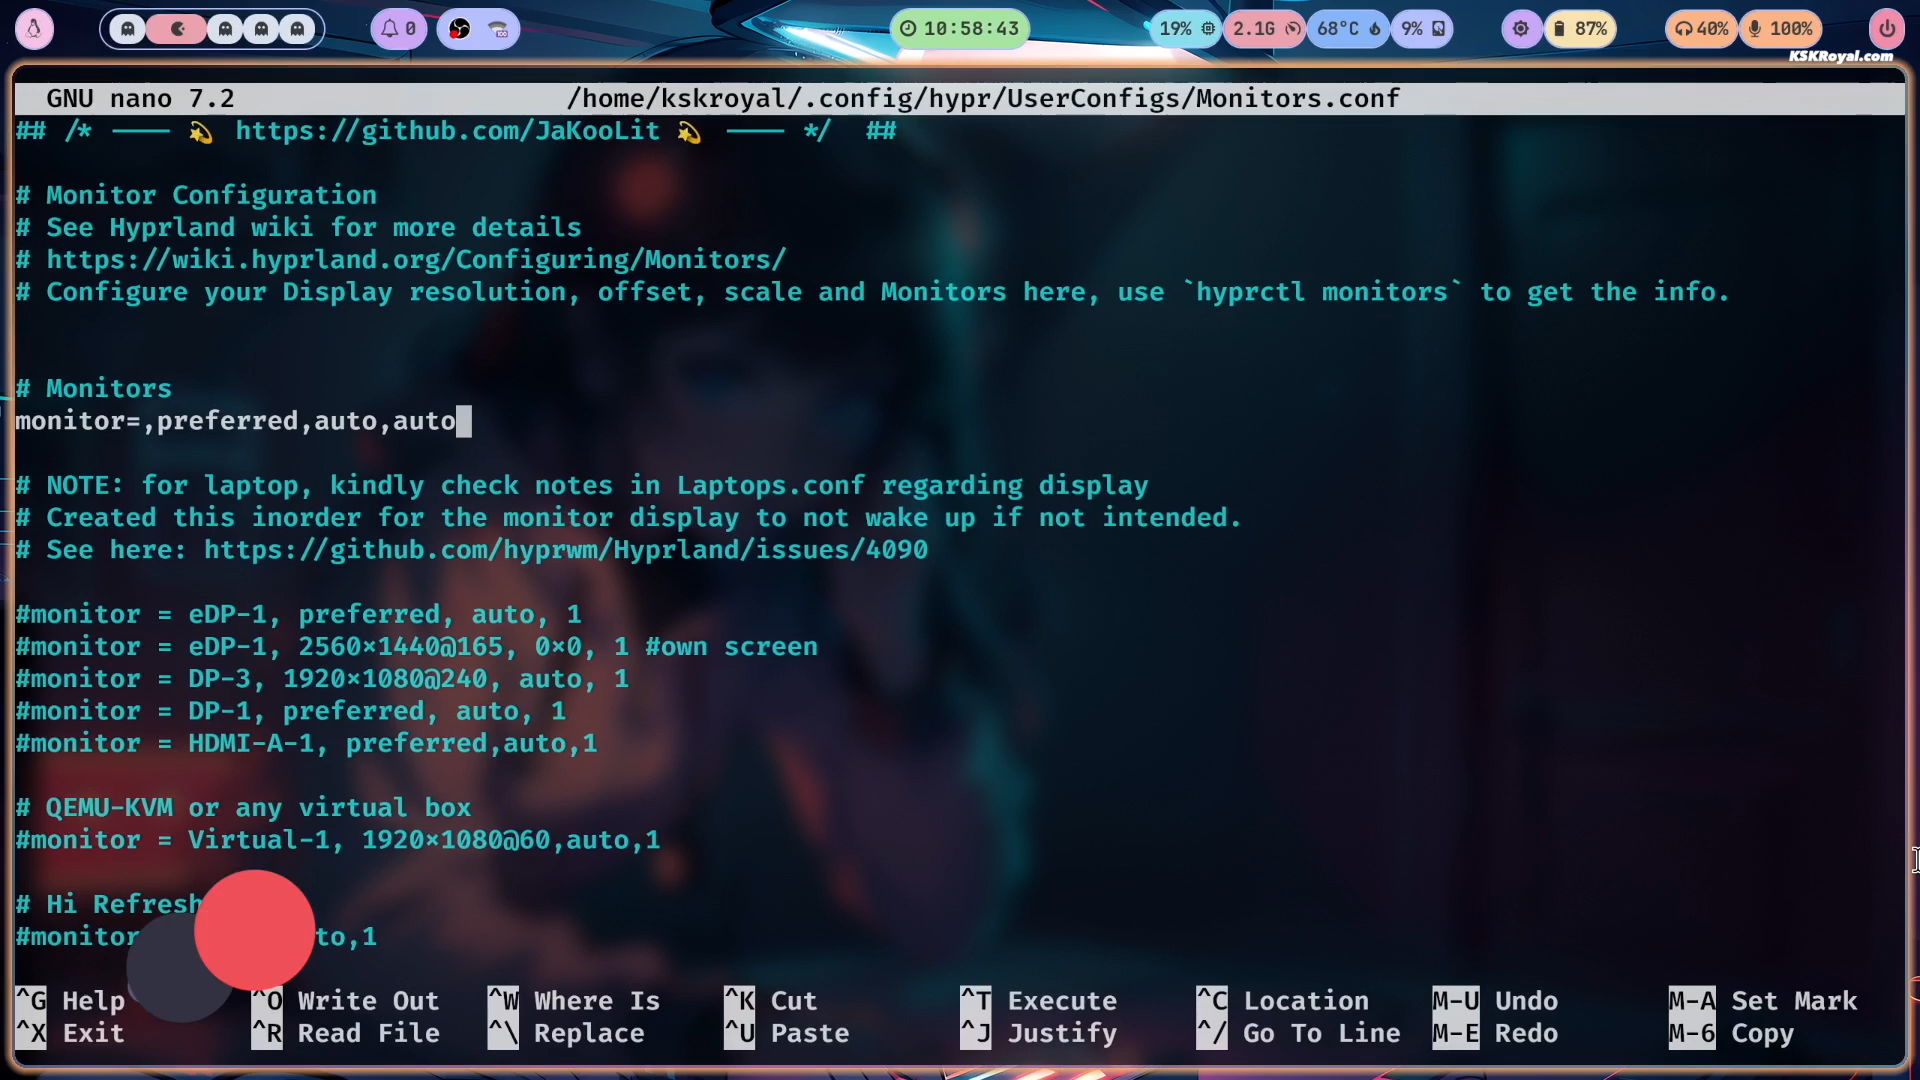 0
100
10:58:43
19%
2.1G
68°C
9%
87%
40%
100%
KSKRoyal.com
GNU nano 7.2
/home/kskroyal/.config/hypr/UserConfigs/Monitors.conf
## /* ---- 💫 https://github.com/JaKooLit 💫 ---- */  ##
# Monitor Configuration
# See Hyprland wiki for more details
# https://wiki.hyprland.org/Configuring/Monitors/
# Configure your Display resolution, offset, scale and Monitors here, use `hyprctl monitors` to get the info.
# Monitors
monitor=,preferred,auto,auto
# NOTE: for laptop, kindly check notes in Laptops.conf regarding display
# Created this inorder for the monitor display to not wake up if not intended.
# See here: https://github.com/hyprwm/Hyprland/issues/4090
#monitor = eDP-1, preferred, auto, 1
#monitor = eDP-1, 2560x1440@165, 0x0, 1 #own screen
#monitor = DP-3, 1920x1080@240, auto, 1
#monitor = DP-1, preferred, auto, 1
#monitor = HDMI-A-1, preferred,auto,1
# QEMU-KVM or any virtual box
#monitor = Virtual-1, 1920x1080@60,auto,1
# Hi Refresh
#monitor to,1
^G Help ^O Write Out ^W Where Is ^K Cut ^T Execute ^C Location M-U Undo M-A Set Mark
^X Exit ^R Read File ^\ Replace ^U Paste ^J Justify ^/ Go To Line M-E Redo M-6 Copy